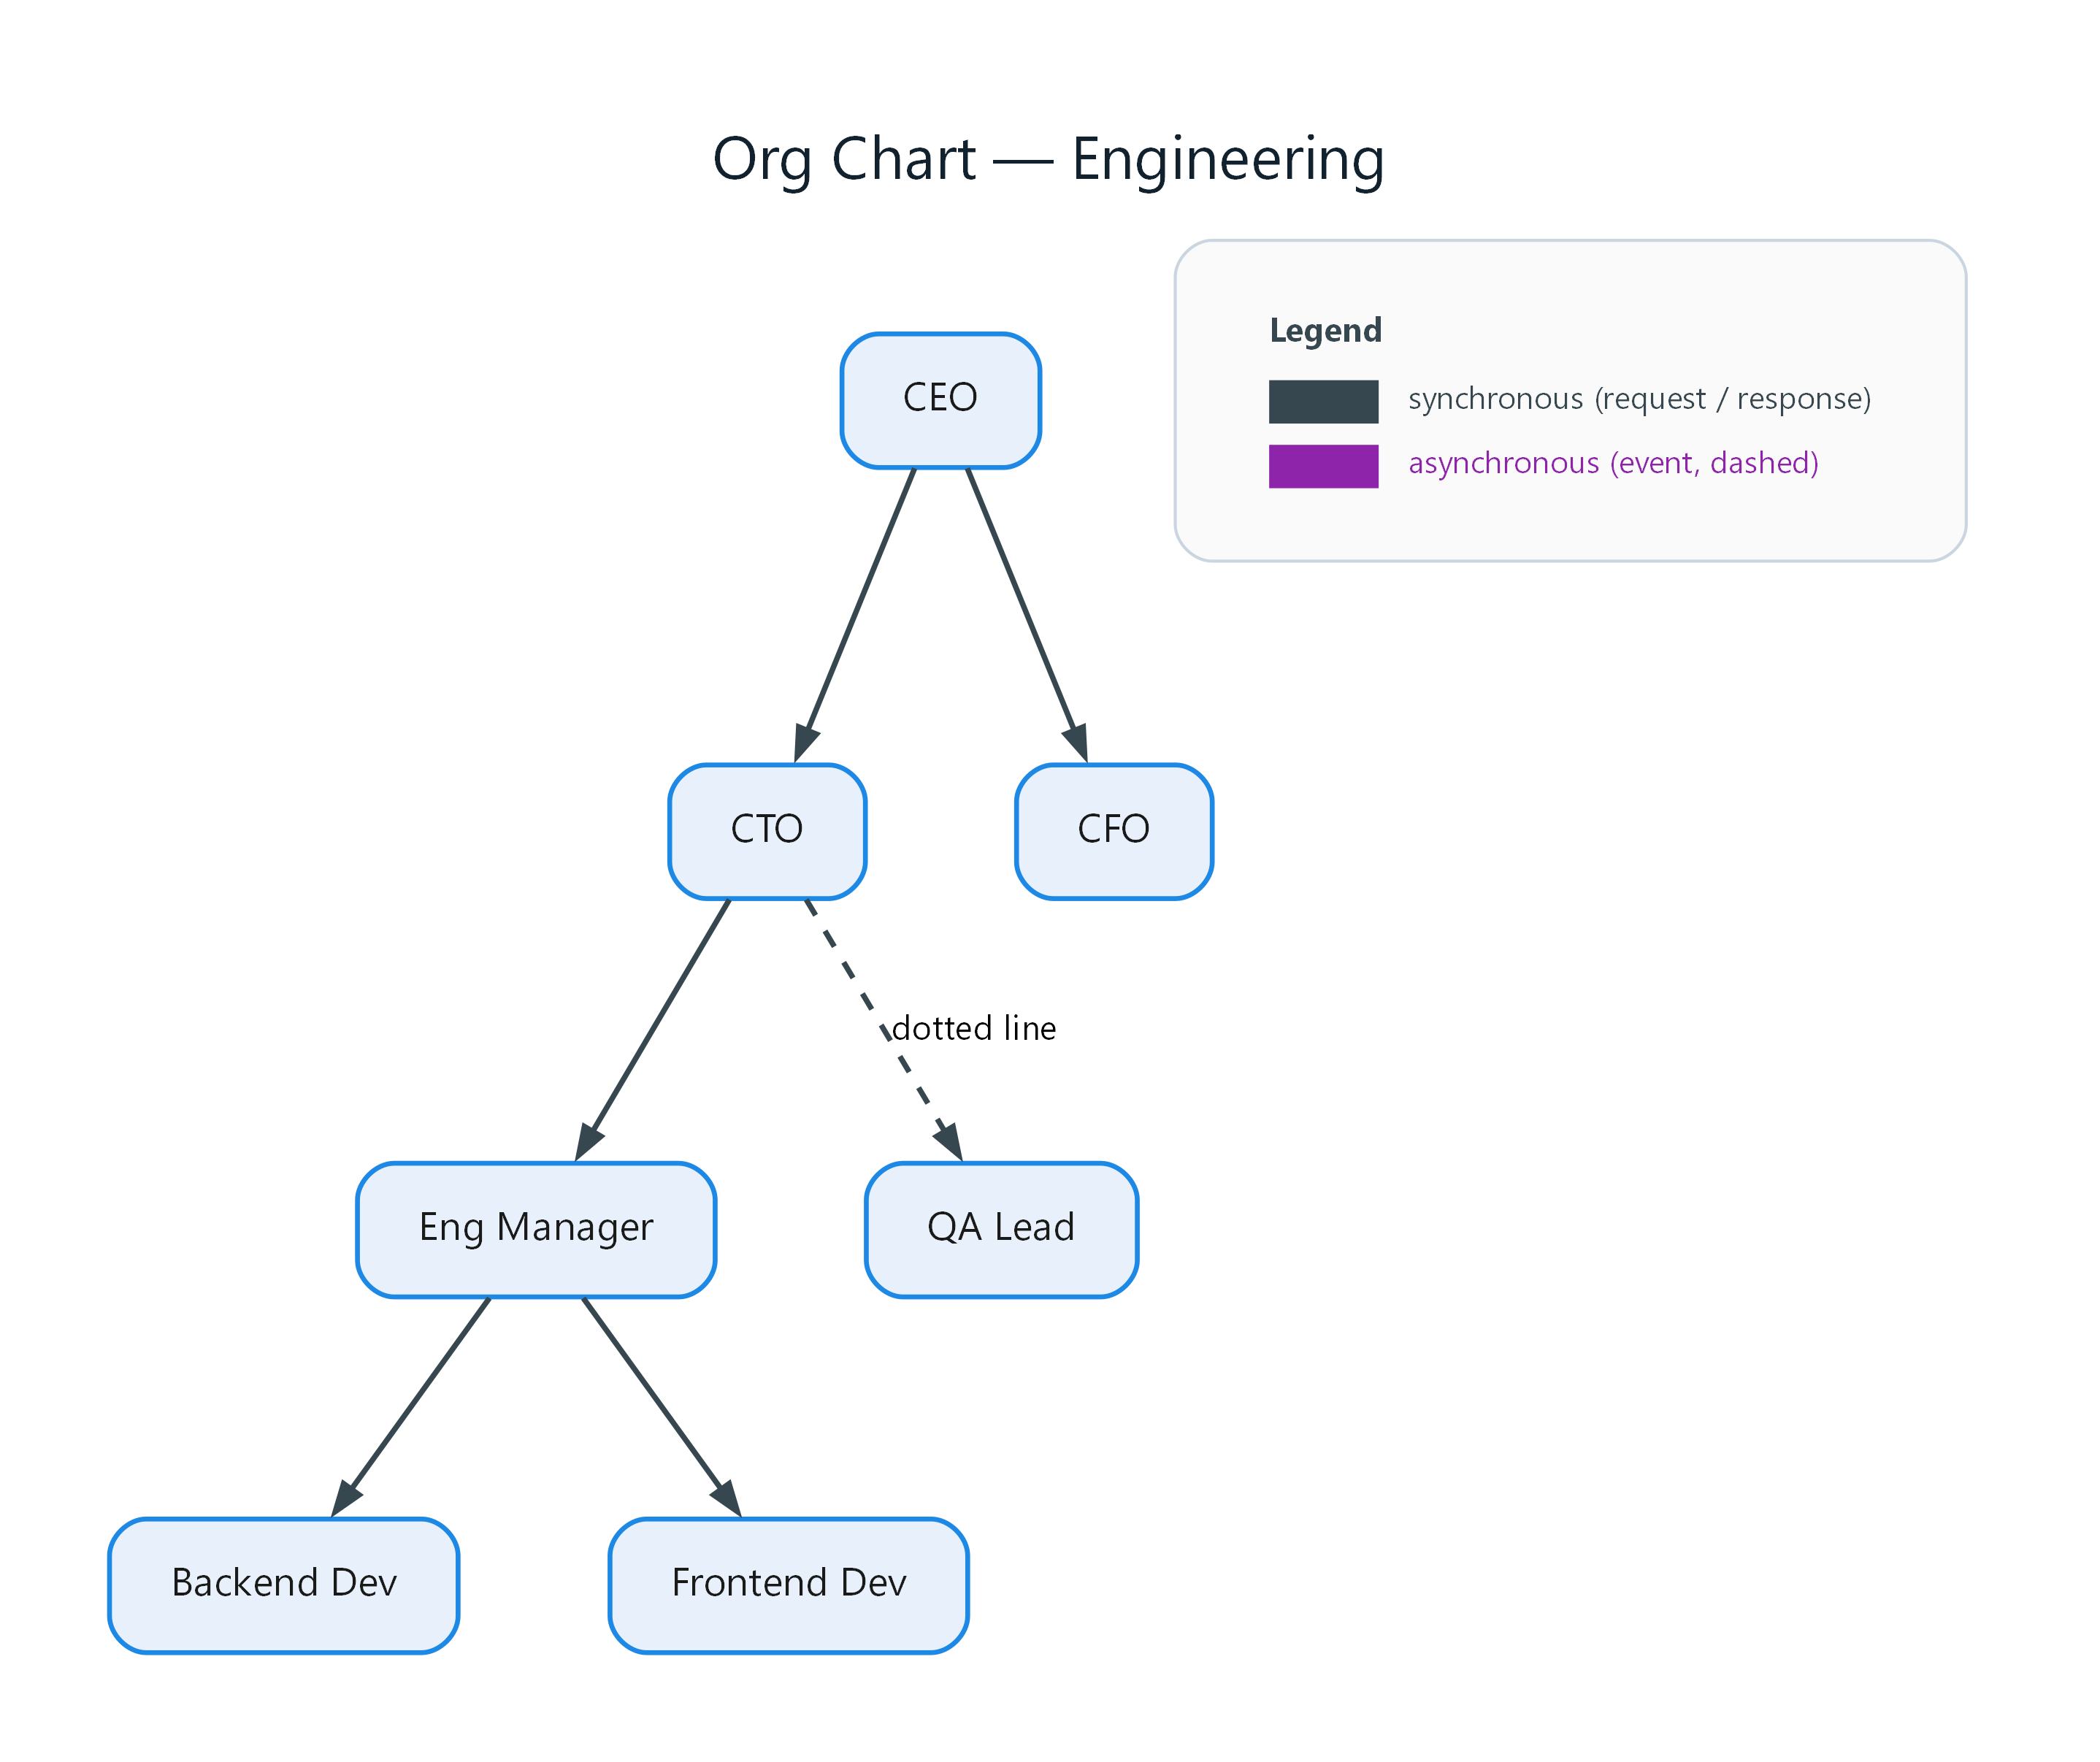 Org Chart — Engineering
Legend
CEO
synchronous (request / response)
asynchronous (event, dashed)
CTO
CFO
dotted line
Eng Manager
QA Lead
Backend Dev
Frontend Dev